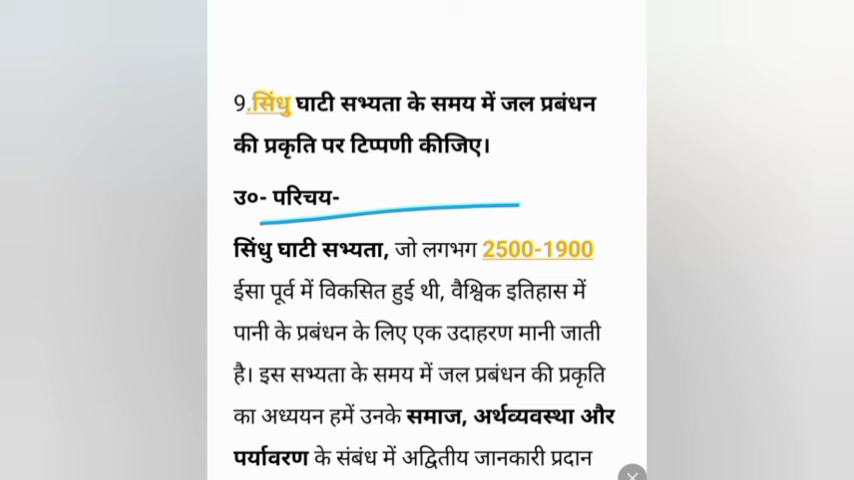 9.सिंधु घाटी सभ्यता के समय में जल प्रबंधन
की प्रकृति पर टिप्पणी कीजिए।
उ०- परिचय-
सिंधु घाटी सभ्यता, जो लगभग 2500-1900
ईसा पूर्व में विकसित हुई थी, वैश्विक इतिहास में
पानी के प्रबंधन के लिए एक उदाहरण मानी जाती
है। इस सभ्यता के समय में जल प्रबंधन की प्रकृति
का अध्ययन हमें उनके समाज, अर्थव्यवस्था और
पर्यावरण के संबंध में अद्वितीय जानकारी प्रदान